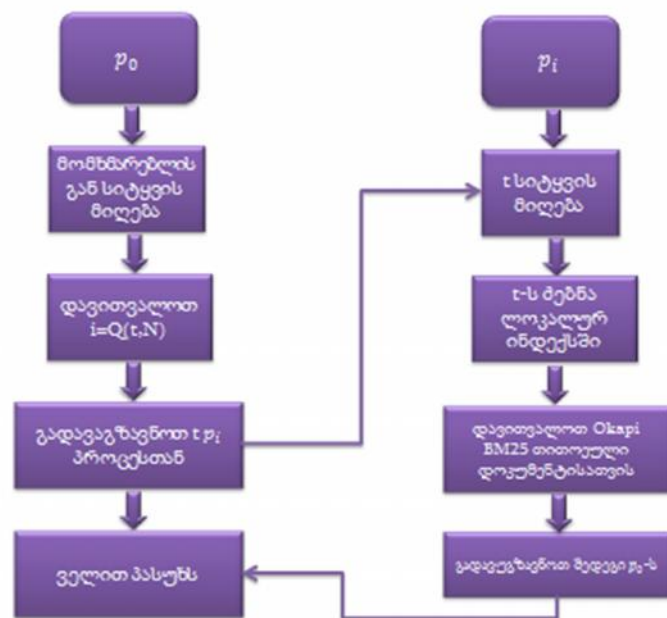 p₀
მომხმარებლის
გან სიტყვის
მიღება
დავითვალოთ
i=Q(t,N)
გადავაგზავნოთ t pᵢ
პროცესთან
ველით პასუხს
pᵢ
t სიტყვის
მიღება
t-ს ძებნა
ლოკალურ
ინდექსში
დავითვალოთ Okapi
BM25 თითოეული
დოკუმენტისათვის
გადავუგზავნოთ შედეგი p₀-ს